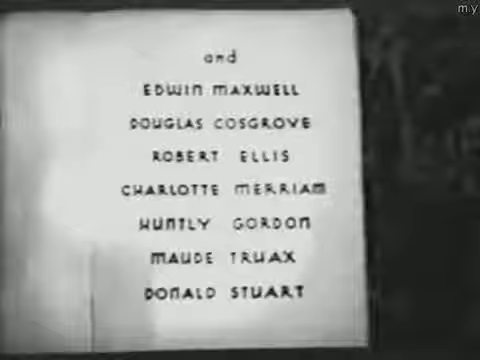 m.y
and
EDWIN MAXWELL
DOUGLAS COSGROVE
ROBERT ELLIS
CHARLOTTE MERRIAM
HUNTLY GORDON
MAUDE TRUAX
DONALD STUART